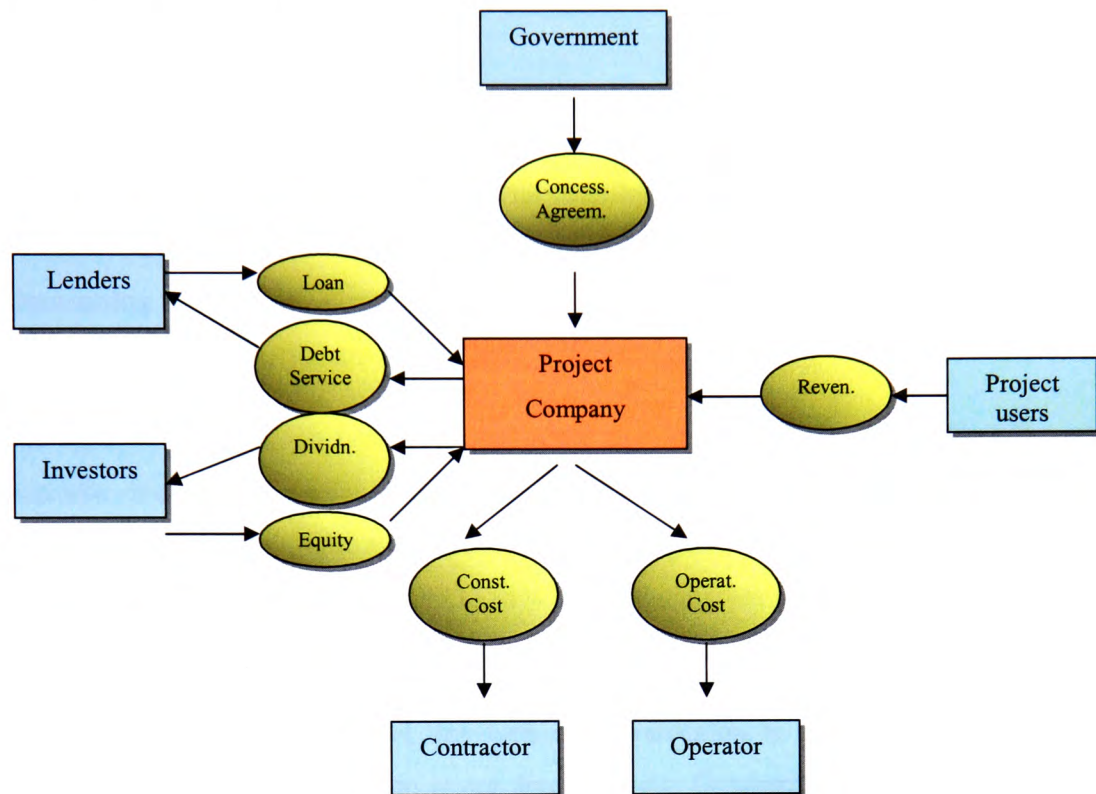 Government
Concess.
Agreem.
Lenders
Loan
Debt
Service
Project
Company
Reven.
Project
users
Investors
Dividn.
Equity
Const.
Cost
Operat.
Cost
Contractor
Operator